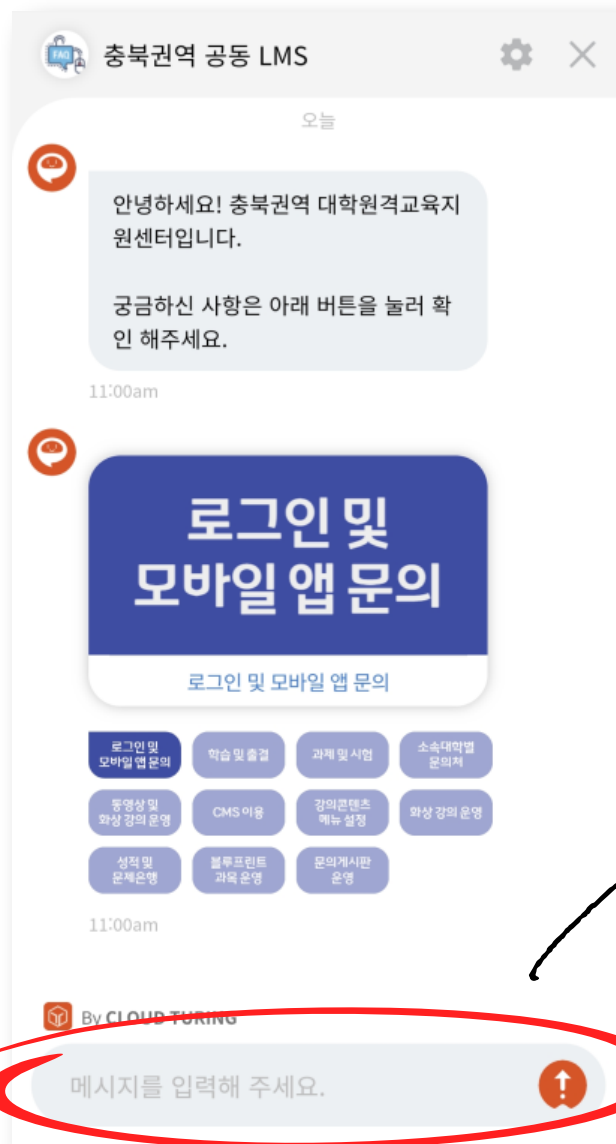 FAQ
충북권역 공동 LMS
오늘
안녕하세요! 충북권역 대학원격교육지
원센터입니다.
궁금하신 사항은 아래 버튼을 눌러 확
인 해주세요.
11:00am
로그인 및
모바일 앱 문의
로그인 및 모바일 앱 문의
로그인 및
모바일 앱 문의
학습 및 출결
과제 및 시험
소속대학별
문의처
동영상 및
화상 강의 운영
CMS 이용
강의콘텐츠
메뉴 설정
화상 강의 운영
성적 및
문제은행
블루프린트
과목 운영
문의게시판
운영
11:00am
By CLOUD TURING
메시지를 입력해 주세요.